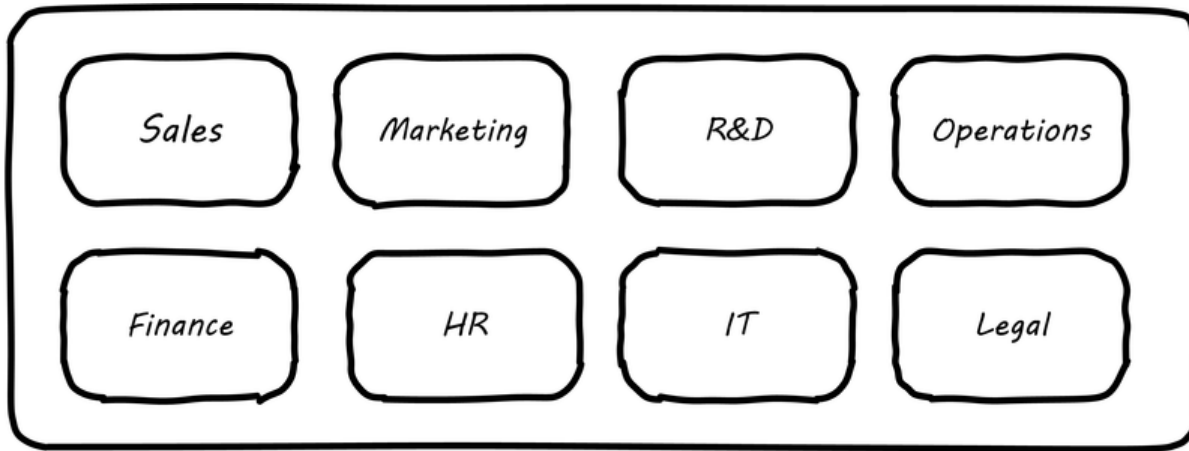 Sales
Marketing
R&D
Operations
Finance
HR
IT
Legal